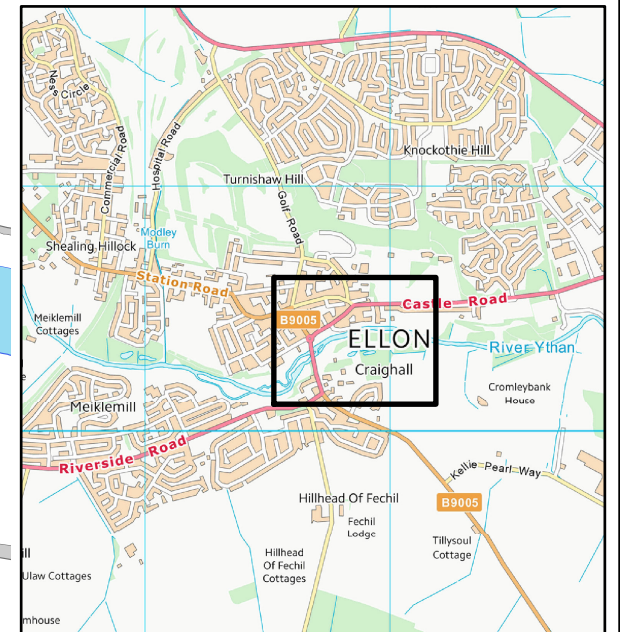 Ness Circle
Commercial Road
Hospital Road
Knockothie Hill
Turnishaw Hill
Golf Road
Modley
Burn
Shealing Hillock
Station Road
Castle Road
B9005
Meiklemill
Cottages
ELLON
River Ythan
Craighall
Cromleybank
House
Meiklemill
Riverside Road
Kellie Pearl Way
Hillhead Of Fechil
B9005
Fechil
Lodge
Tillysoul
Cottage
Hillhead
Of Fechil
Cottages
ill
Ulaw Cottages
mhouse